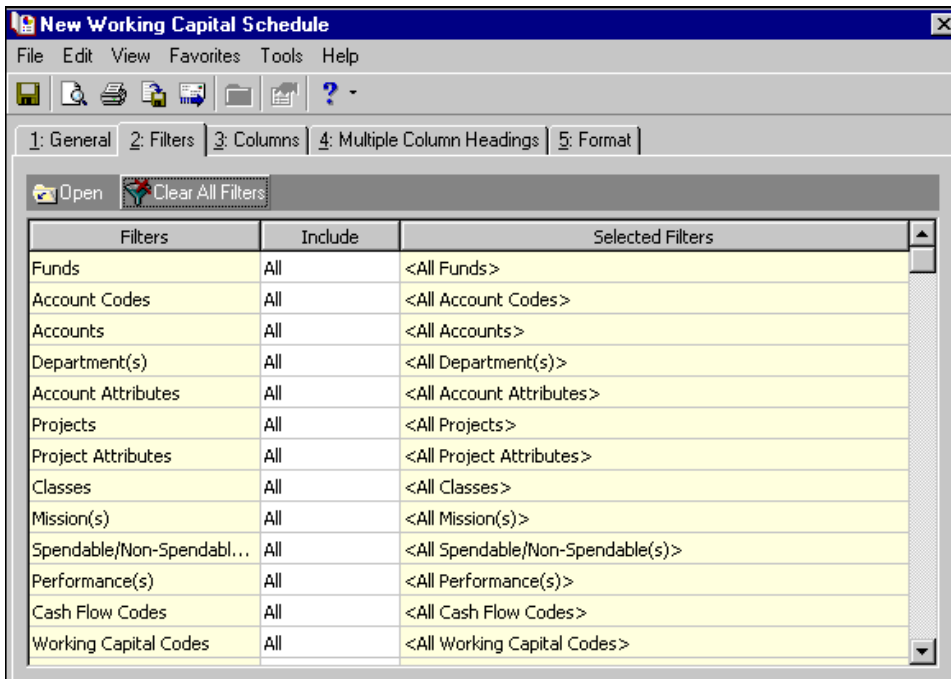 New Working Capital Schedule
File Edit View Favorites Tools Help
?
1: General 2: Filters 3: Columns 4: Multiple Column Headings 5: Format
Open Clear All Filters
Filters Include Selected Filters
Funds All <All Funds>
Account Codes All <All Account Codes>
Accounts All <All Accounts>
Department(s) All <All Department(s)>
Account Attributes All <All Account Attributes>
Projects All <All Projects>
Project Attributes All <All Project Attributes>
Classes All <All Classes>
Mission(s) All <All Mission(s)>
Spendable/Non-Spendabl... All <All Spendable/Non-Spendable(s)>
Performance(s) All <All Performance(s)>
Cash Flow Codes All <All Cash Flow Codes>
Working Capital Codes All <All Working Capital Codes>